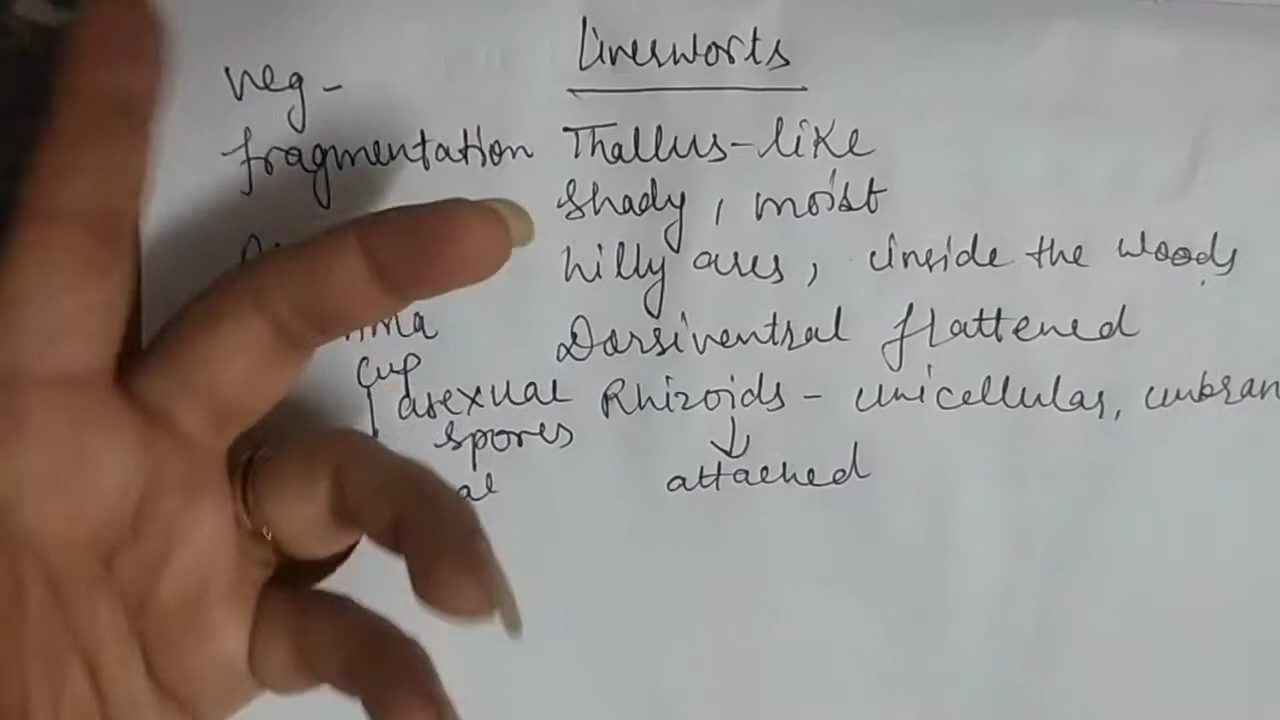 Liverworts
veg -
fragmentation
cup
asexual
spores
Thallus-like
Shady, moist
hilly ares, inside the woods
Dorsiventral flattened
Rhizoids - unicellular, unbran
↓
attached